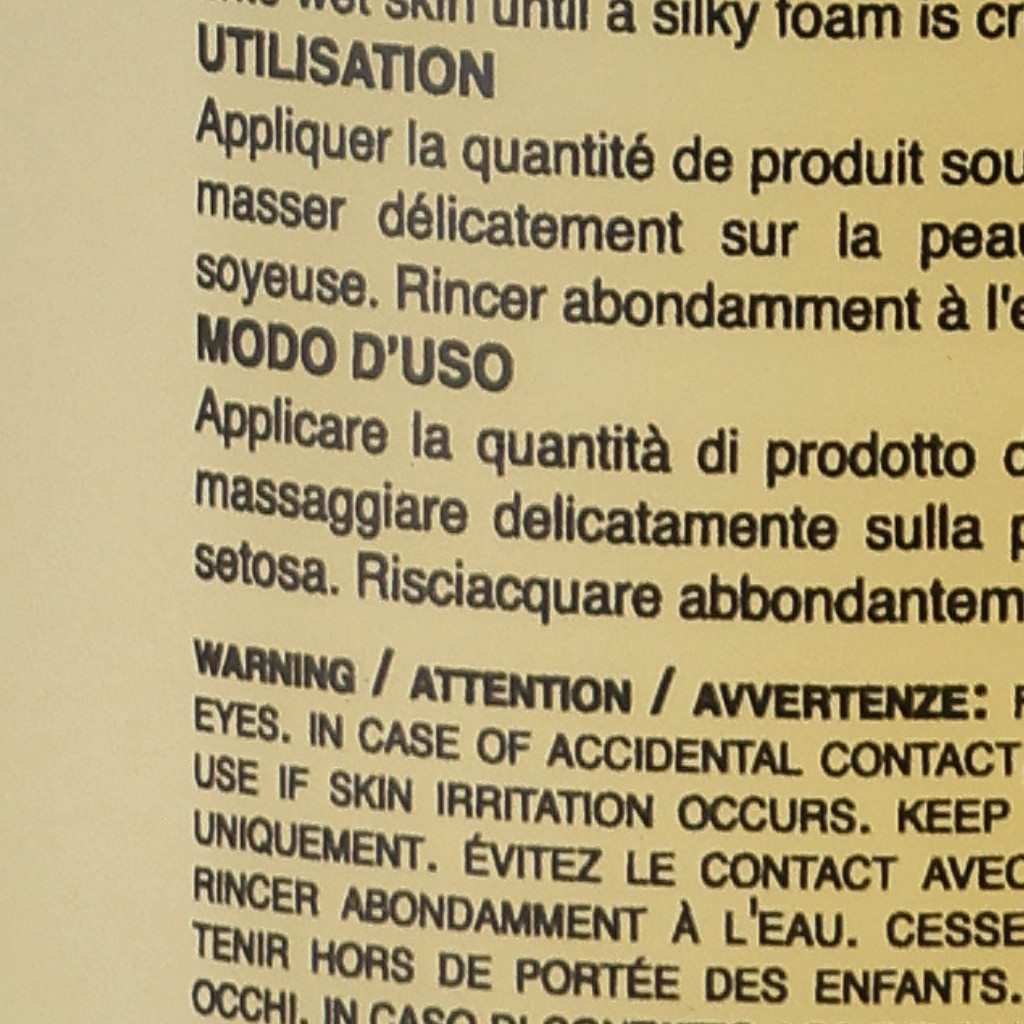 wet skin until a silky foam is cr
UTILISATION
Appliquer la quantité de produit sou
masser délicatement sur la peau
soyeuse. Rincer abondamment à l'e
MODO D'USO
Applicare la quantità di prodotto
massaggiare delicatamente sulla p
setosa. Risciacquare abbondantem
WARNING / ATTENTION / AVVERTENZE:
EYES. IN CASE OF ACCIDENTAL CONTACT
USE IF SKIN IRRITATION OCCURS. KEEP
UNIQUEMENT. ÉVITEZ LE CONTACT AVEC
RINCER ABONDAMMENT À L'EAU. CESSE
TENIR HORS DE PORTÉE DES ENFANTS.
OCCHI. IN CASO DI